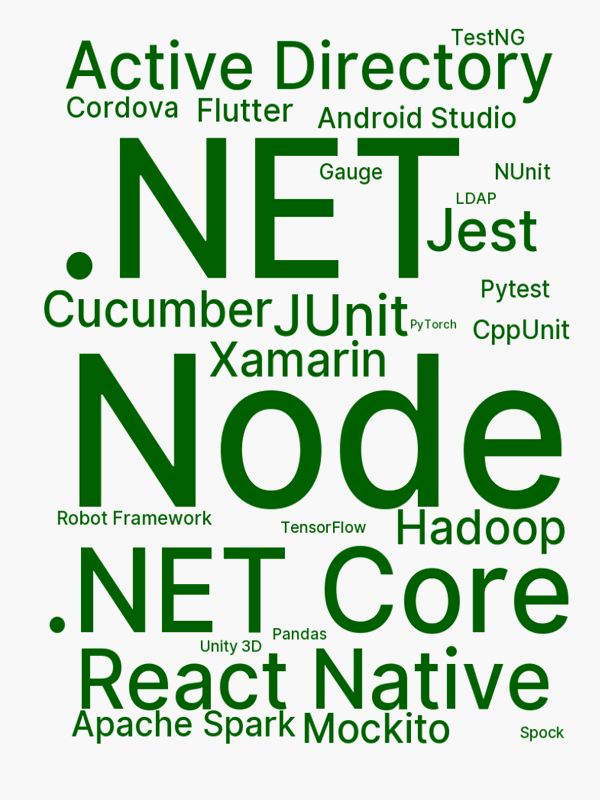 TestNG
Active Directory
Cordova
Flutter
Android Studio
.NET
Gauge
NUnit
LDAP
Jest
Pytest
Cucumber
JUnit
PyTorch
CppUnit
Xamarin
Node
Robot Framework
TensorFlow
Hadoop
.NET Core
Pandas
Unity 3D
React Native
Apache Spark
Mockito
Spock